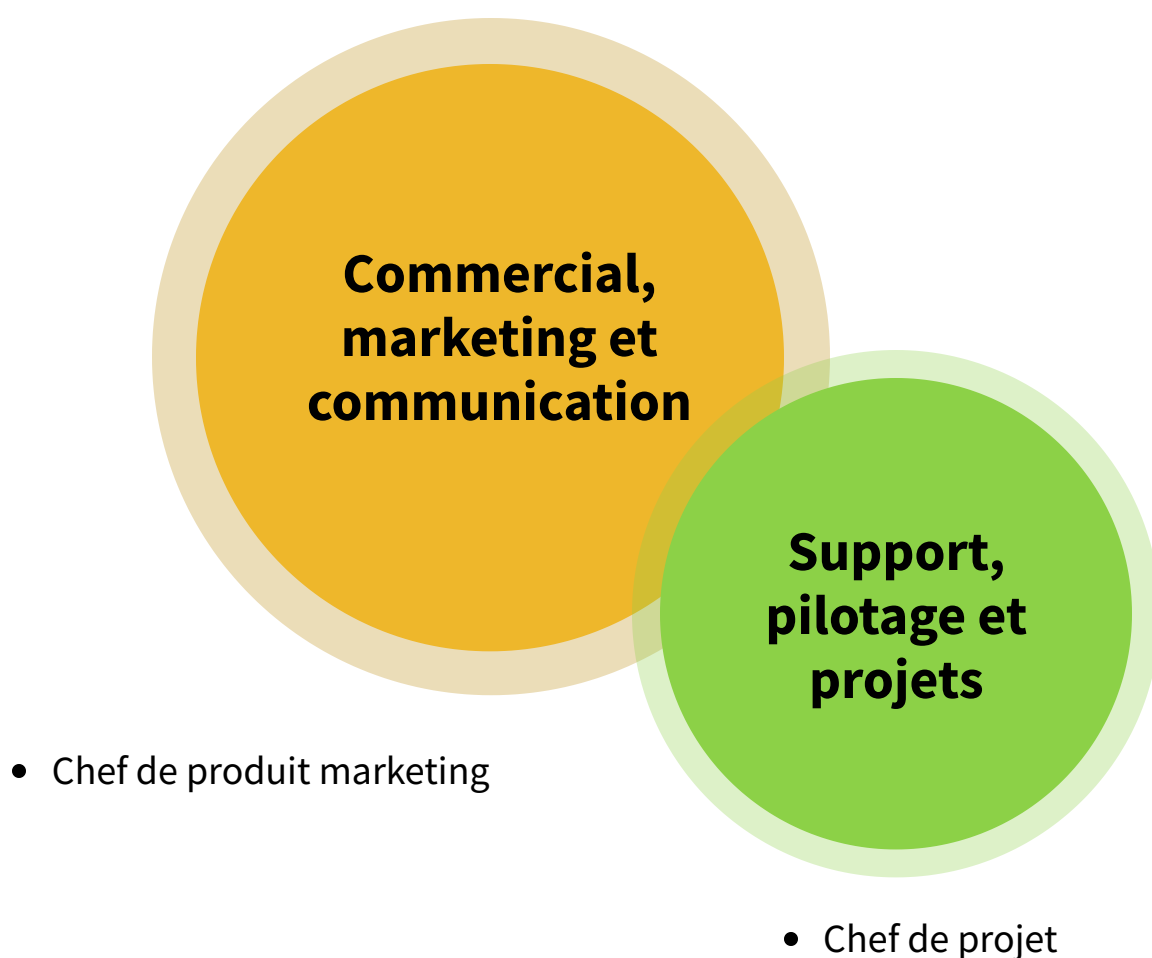 Commercial,
marketing et
communication
Support,
pilotage et
projets
• Chef de produit marketing
• Chef de projet